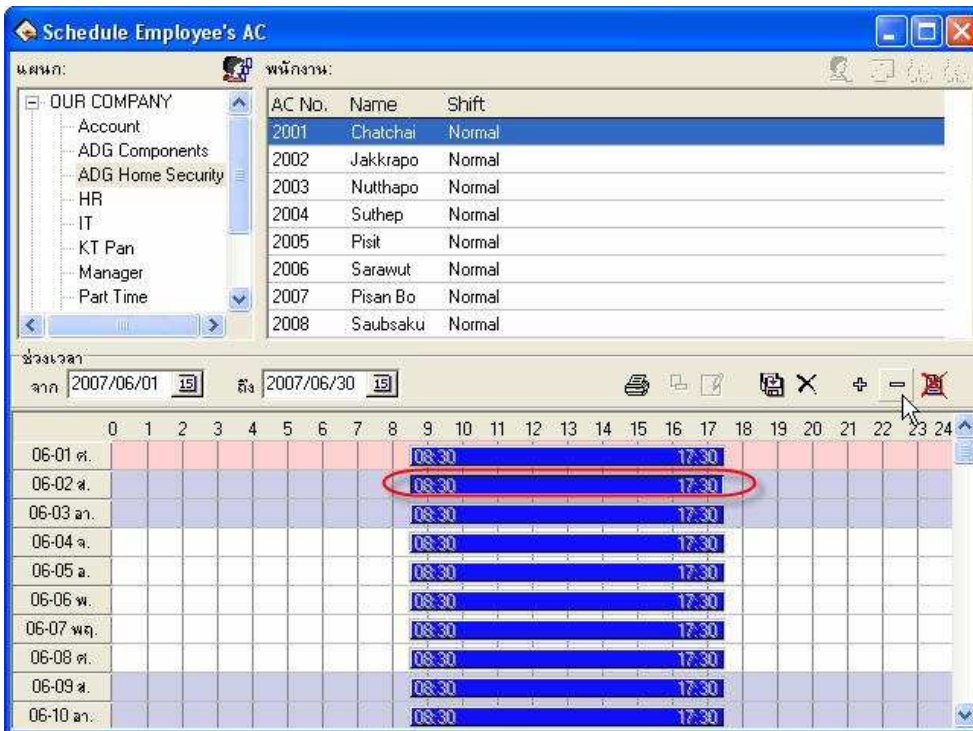 Schedule Employee's AC
แผนก:
พนักงาน:
OUR COMPANY
Account
ADG Components
ADG Home Security
HR
IT
KT Pan
Manager
Part Time
AC No. Name Shift
2001 Chatchai Normal
2002 Jakkrapo Normal
2003 Nutthapo Normal
2004 Suthep Normal
2005 Pisit Normal
2006 Sarawut Normal
2007 Pisan Bo Normal
2008 Saubsaku Normal
ช่วงเวลา
จาก 2007/06/01 15 ถึง 2007/06/30 15
0 1 2 3 4 5 6 7 8 9 10 11 12 13 14 15 16 17 18 19 20 21 22 23 24
06-01 ศ. 08:30 17:30
06-02 ส. 08:30 17:30
06-03 อา. 08:30 17:30
06-04 จ. 08:30 17:30
06-05 อ. 08:30 17:30
06-06 พ. 08:30 17:30
06-07 พฤ. 08:30 17:30
06-08 ศ. 08:30 17:30
06-09 ส. 08:30 17:30
06-10 อา. 08:30 17:30